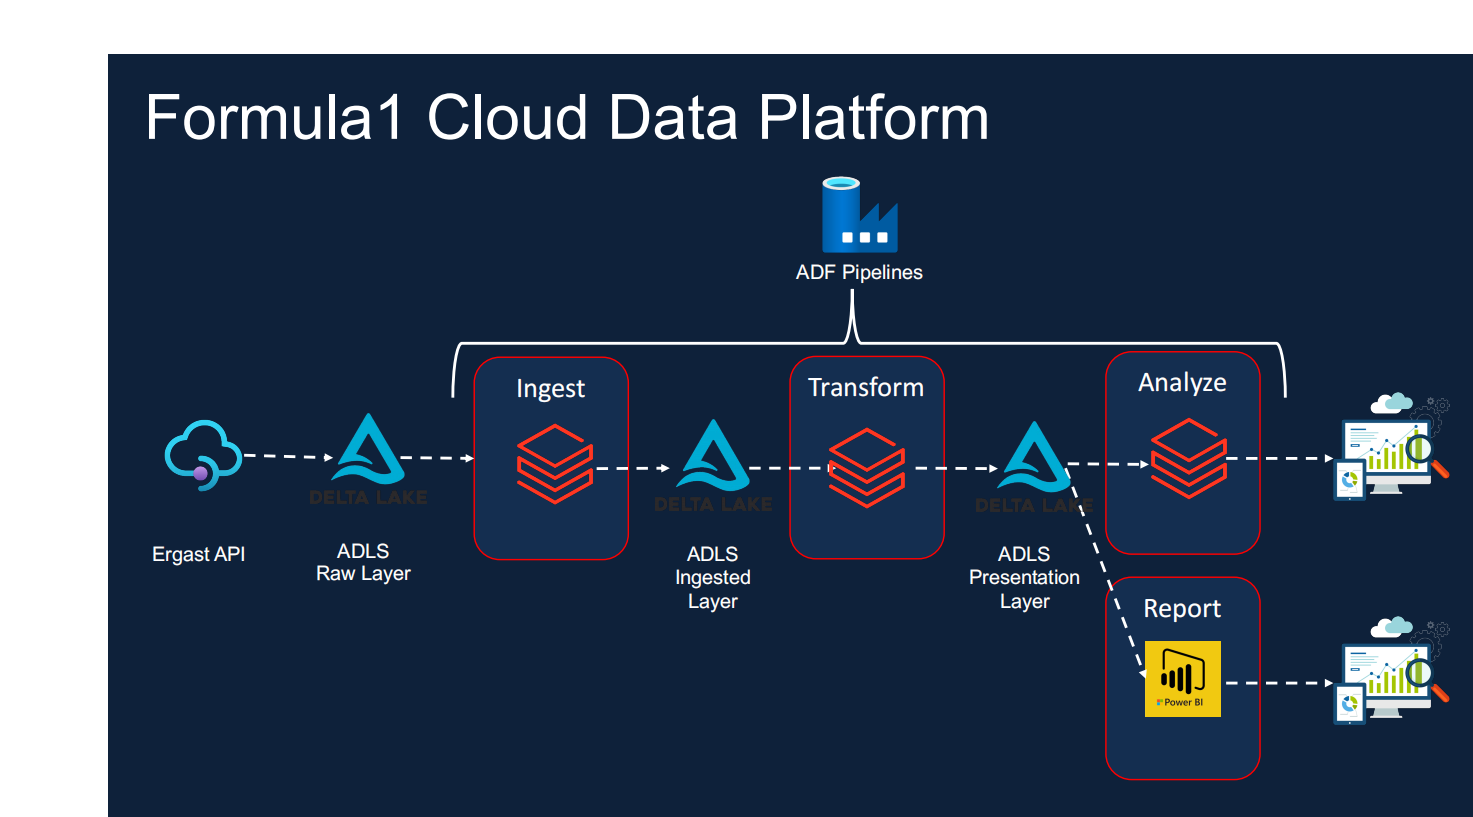 Formula1 Cloud Data Platform
ADF Pipelines
Ingest
Transform
Analyze
DELTA LAKE
DELTA LAKE
DELTA LAKE
Ergast API
ADLS
Raw Layer
ADLS
Ingested
Layer
ADLS
Presentation
Layer
Report
Power BI